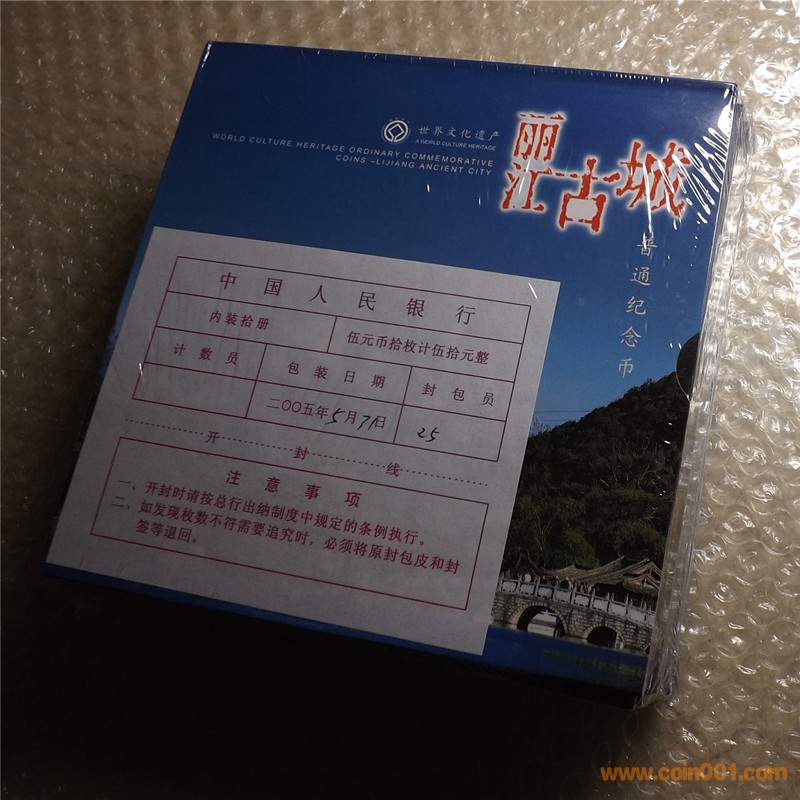 世界文化遗产
A WORLD CULTURE HERITAGE
WORLD CULTURE HERITAGE ORDINARY COMMEMORATIVE
COINS –LIJIANG ANCIENT CITY
丽江古城
普通纪念币
中国人民银行
内装拾册 伍元币拾枚计伍拾元整
计数员 包装日期 封包员
二〇〇五年5月7日 25
开 封 线
注意事项
一、开封时请按总行出纳制度中规定的条例执行。
二、如发现枚数不符需要追究时，必须将原封包皮和封
签等退回。
www.coin001.com